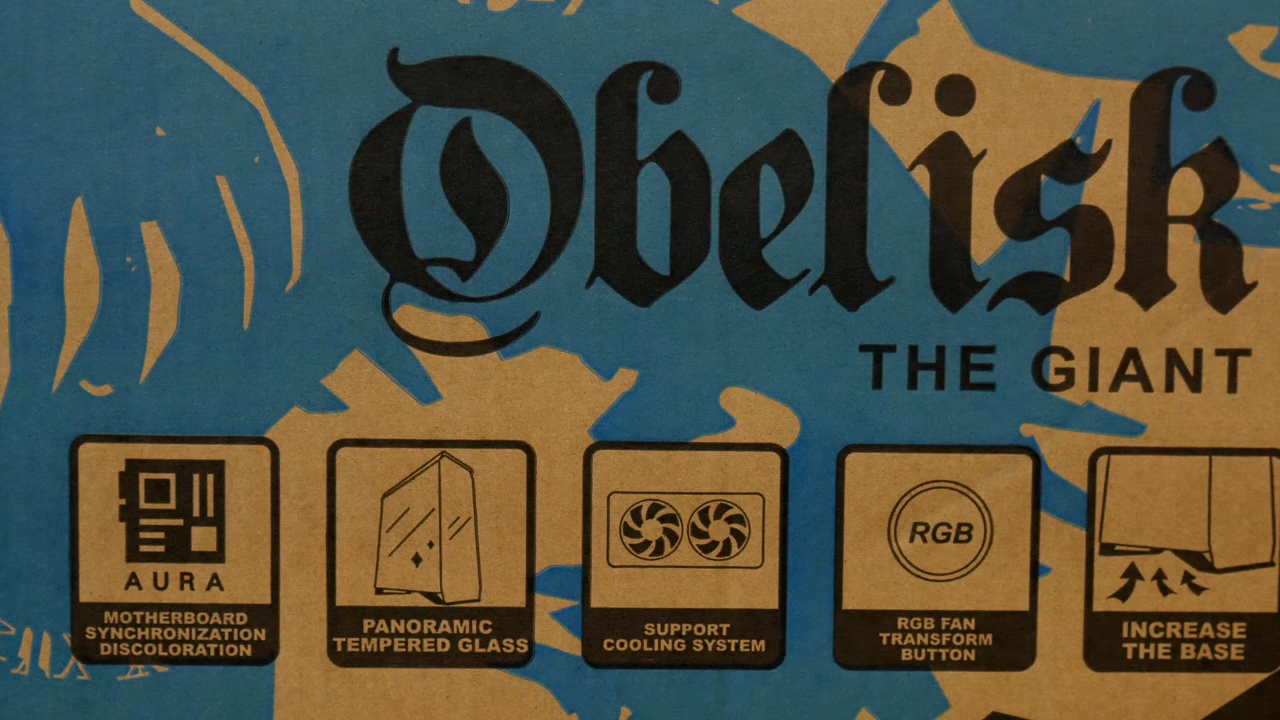 Obelisk
THE GIANT
AURA
MOTHERBOARD
SYNCHRONIZATION
DISCOLORATION
PANORAMIC
TEMPERED GLASS
SUPPORT
COOLING SYSTEM
RGB
RGB FAN
TRANSFORM
BUTTON
INCREASE
THE BASE